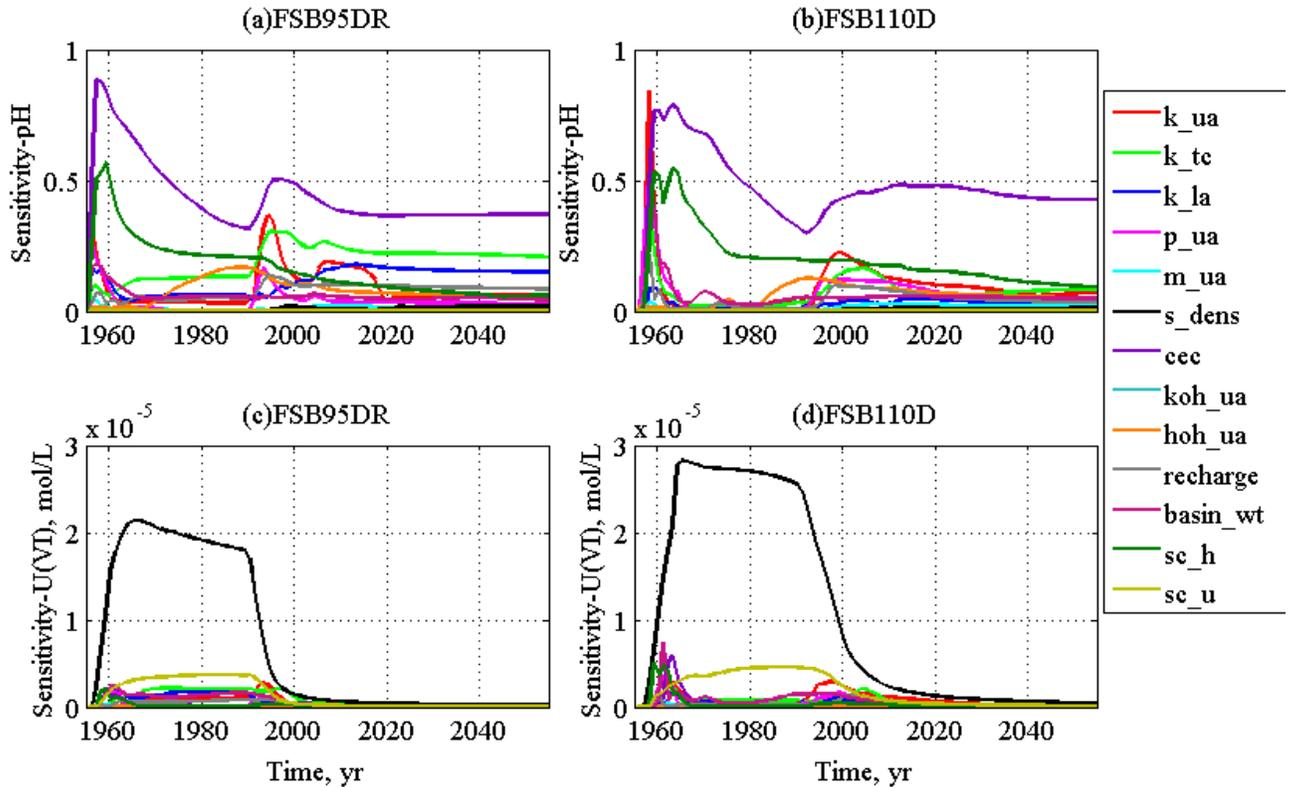 (a)FSB95DR
(b)FSB110D
Sensitivity-pH
1
0.5
0
1960 1980 2000 2020 2040
Sensitivity-pH
1
0.5
0
1960 1980 2000 2020 2040
k_ua
k_tc
k_la
p_ua
m_ua
s_dens
cec
koh_ua
hoh_ua
recharge
basin_wt
sc_h
sc_u
(c)FSB95DR
x 10^-5
Sensitivity-U(VI), mol/L
3
2
1
0
1960 1980 2000 2020 2040
Time, yr
(d)FSB110D
x 10^-5
Sensitivity-U(VI), mol/L
3
2
1
0
1960 1980 2000 2020 2040
Time, yr